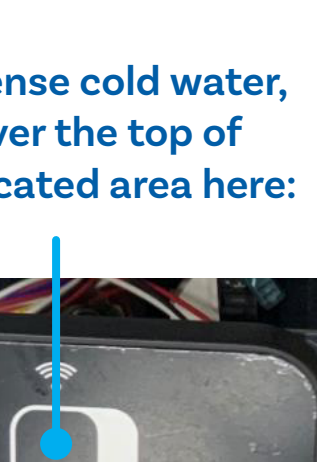 ense cold water,
ver the top of
cated area here: